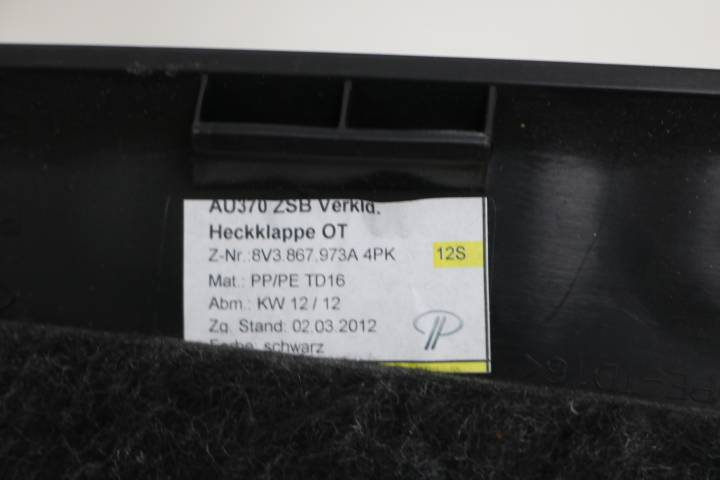 AU370 ZSB Verkld.
Heckklappe OT
Z-Nr.:8V3.867.973A 4PK 12S
Mat.: PP/PE TD16
Abm.: KW 12 / 12
Zg. Stand: 02.03.2012
Farbe: schwarz